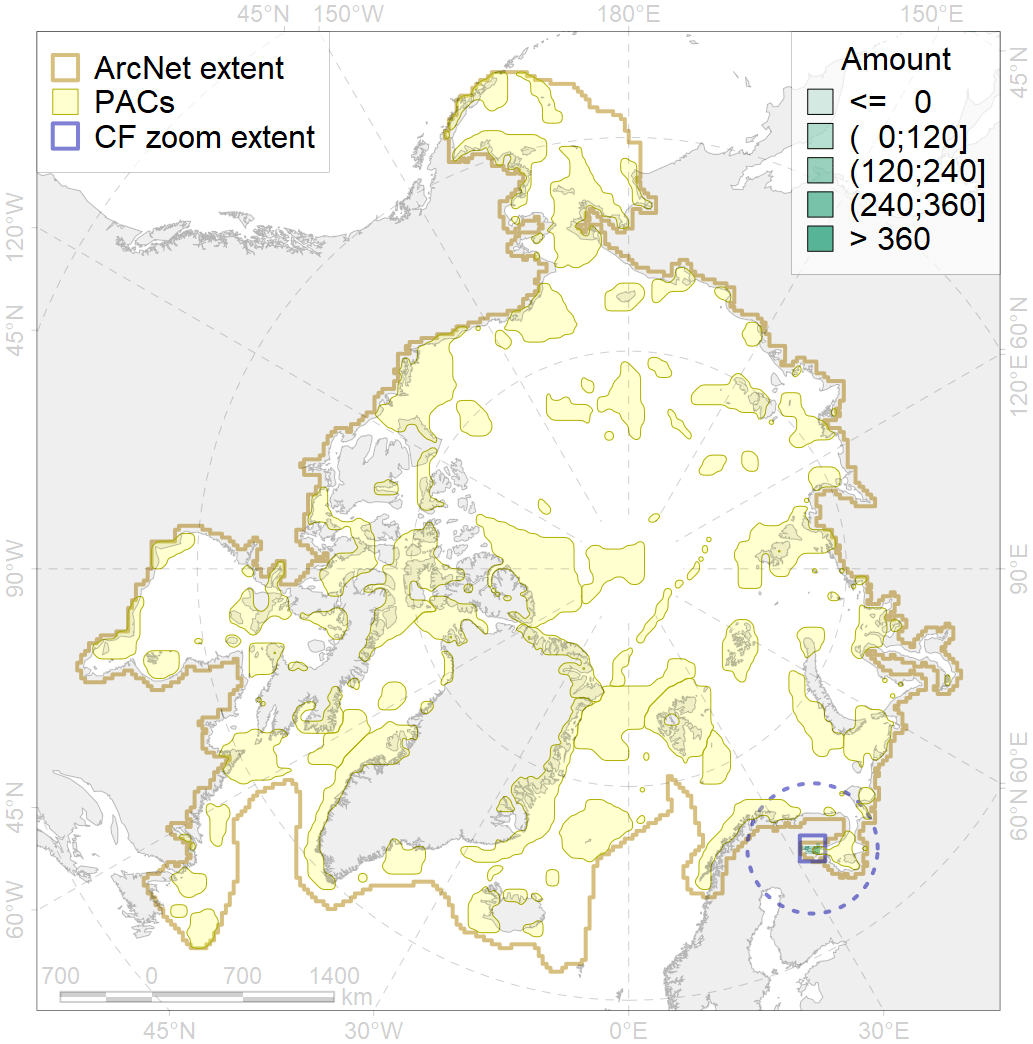 45°N 150°W 180°E 150°E
ArcNet extent
PACs
CF zoom extent
Amount
<= 0
( 0;120]
(120;240]
(240;360]
> 360
45°N
120°W
45°N
60°N
120°E
90°W
90°E
45°N
60°E
60°N
60°W
700 0 700 1400
km
45°W 30°W 0°E 30°E